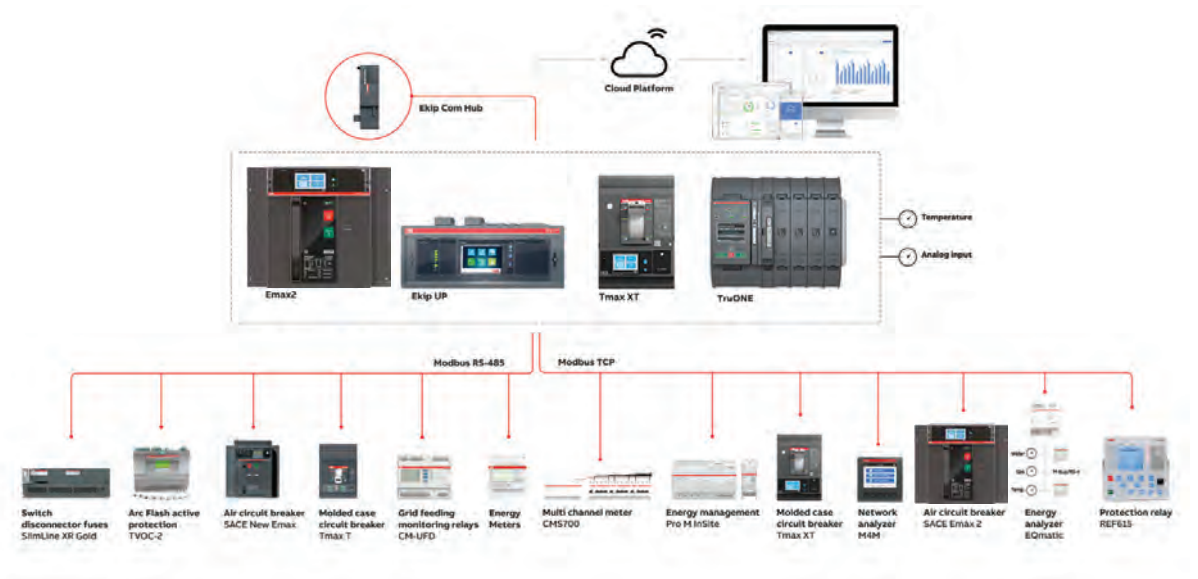 Cloud Platform
Ekip Com Hub
Temperature
Analog input
Emax2
Ekip UP
Tmax XT
TruONE
Modbus RS-485
Modbus TCP
Switch
disconnector fuses
SlimLine XR Gold
Arc Flash active
protection
TVOC-2
Air circuit breaker
SACE New Emax
Molded case
circuit breaker
Tmax T
Grid feeding
monitoring relays
CM-UFD
Energy
Meters
Multi channel meter
CMS700
Energy management
Pro M InSite
Molded case
circuit breaker
Tmax XT
Network
analyzer
M4M
Air circuit breaker
SACE Emax 2
Water
Gas
Temp.
Energy
analyzer
EQmatic
Protection relay
REF615